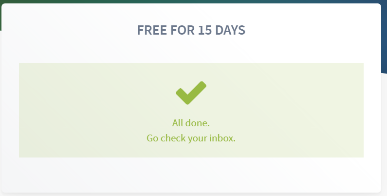 FREE FOR 15 DAYS
All done.
Go check your inbox.